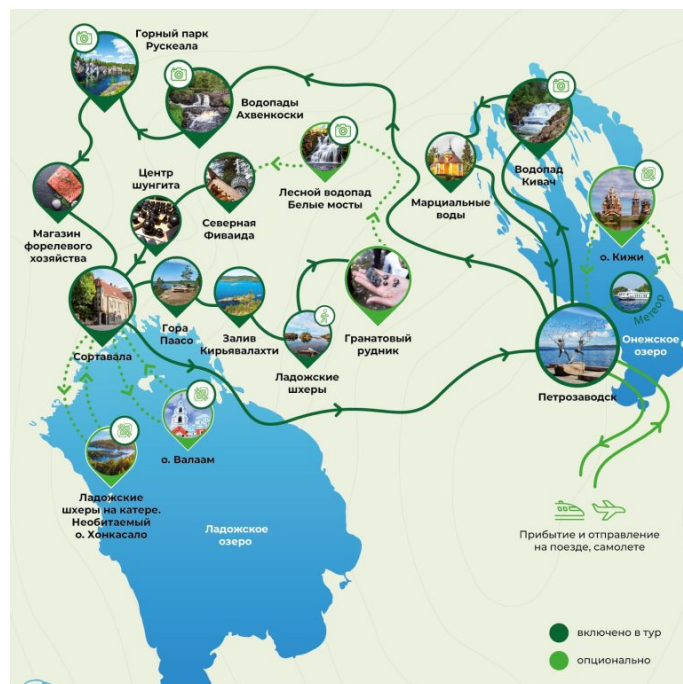 Горный парк
Рускеала
Водопады
Ахвенкоски
Центр
шунгита
Лесной водопад
Белые мосты
Марциальные
воды
Водопад
Кивач
Магазин
форелевого
хозяйства
Северная
Фиваида
о. Кижи
Метеор
Гора
Паасо
Залив
Кирьявалахти
Гранатовый
рудник
Онежское
озеро
Сортавала
Ладожские
шхеры
Петрозаводск
о. Валаам
Ладожские
шхеры на катере.
Необитаемый
о. Хонкасало
Ладожское
озеро
Прибытие и отправление
на поезде, самолете
включено в тур
опционально